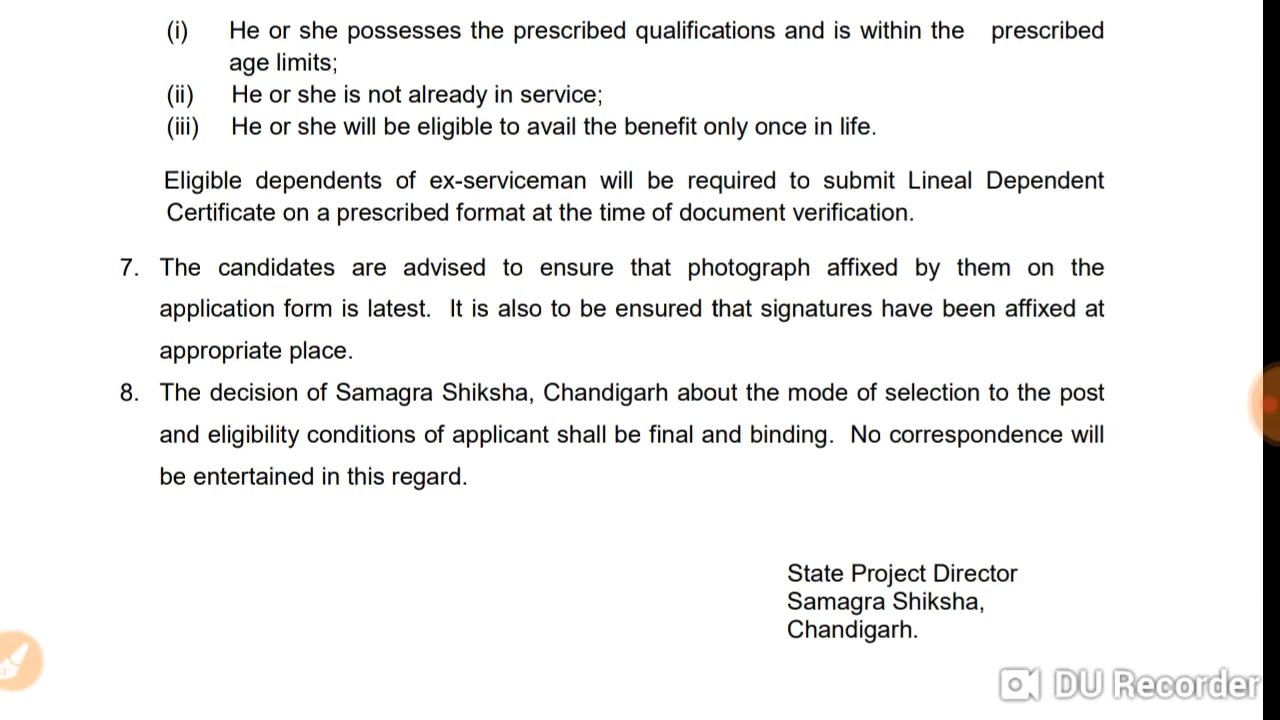 (i) He or she possesses the prescribed qualifications and is within the prescribed
age limits;
(ii) He or she is not already in service;
(iii) He or she will be eligible to avail the benefit only once in life.
Eligible dependents of ex-serviceman will be required to submit Lineal Dependent
Certificate on a prescribed format at the time of document verification.
7. The candidates are advised to ensure that photograph affixed by them on the
application form is latest. It is also to be ensured that signatures have been affixed at
appropriate place.
8. The decision of Samagra Shiksha, Chandigarh about the mode of selection to the post
and eligibility conditions of applicant shall be final and binding. No correspondence will
be entertained in this regard.
State Project Director
Samagra Shiksha,
Chandigarh.
DU Recorder